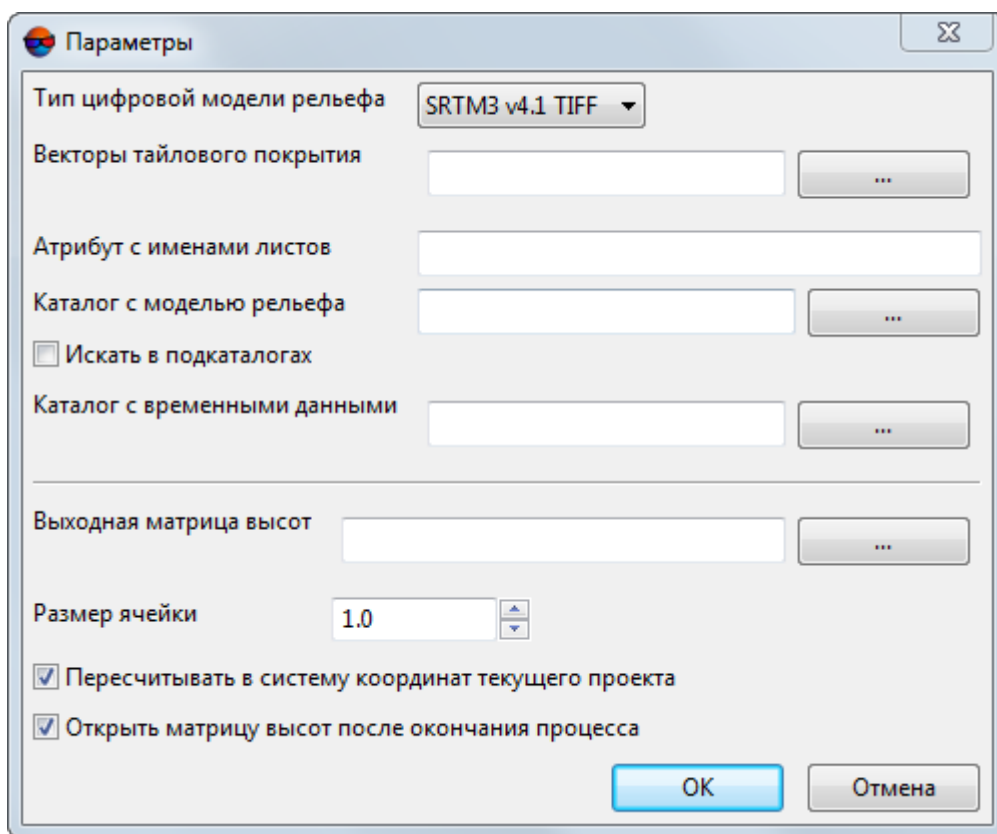 Параметры
Тип цифровой модели рельефа SRTM3 v4.1 TIFF
Векторы тайлового покрытия ...
Атрибут с именами листов
Каталог с моделью рельефа ...
Искать в подкаталогах
Каталог с временными данными ...
Выходная матрица высот ...
Размер ячейки 1.0
Пересчитывать в систему координат текущего проекта
Открыть матрицу высот после окончания процесса
OK Отмена